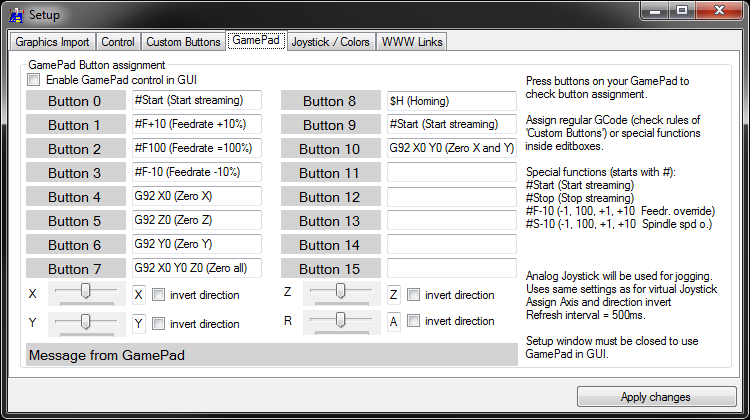 Setup
Graphics Import Control Custom Buttons GamePad Joystick / Colors WWW Links
GamePad Button assignment
Enable GamePad control in GUI
Button 0 #Start (Start streaming)
Button 1 #F+10 (Feedrate +10%)
Button 2 #F100 (Feedrate =100%)
Button 3 #F-10 (Feedrate -10%)
Button 4 G92 X0 (Zero X)
Button 5 G92 Z0 (Zero Z)
Button 6 G92 Y0 (Zero Y)
Button 7 G92 X0 Y0 Z0 (Zero all)
Button 8 $H (Homing)
Button 9 #Start (Start streaming)
Button 10 G92 X0 Y0 (Zero X and Y)
Button 11
Button 12
Button 13
Button 14
Button 15
X X invert direction
Y Y invert direction
Z Z invert direction
R A invert direction
Message from GamePad
Press buttons on your GamePad to
check button assignment.
Assign regular GCode (check rules of
'Custom Buttons') or special functions
inside editboxes.
Special functions (starts with #):
#Start (Start streaming)
#Stop (Stop streaming)
#F-10 (-1, 100, +1, +10 Feedr. override)
#S-10 (-1, 100, +1, +10 Spindle spd o.)
Analog Joystick will be used for jogging.
Uses same settings as for virtual Joystick
Assign Axis and direction invert
Refresh interval = 500ms.
Setup window must be closed to use
GamePad in GUI.
Apply changes